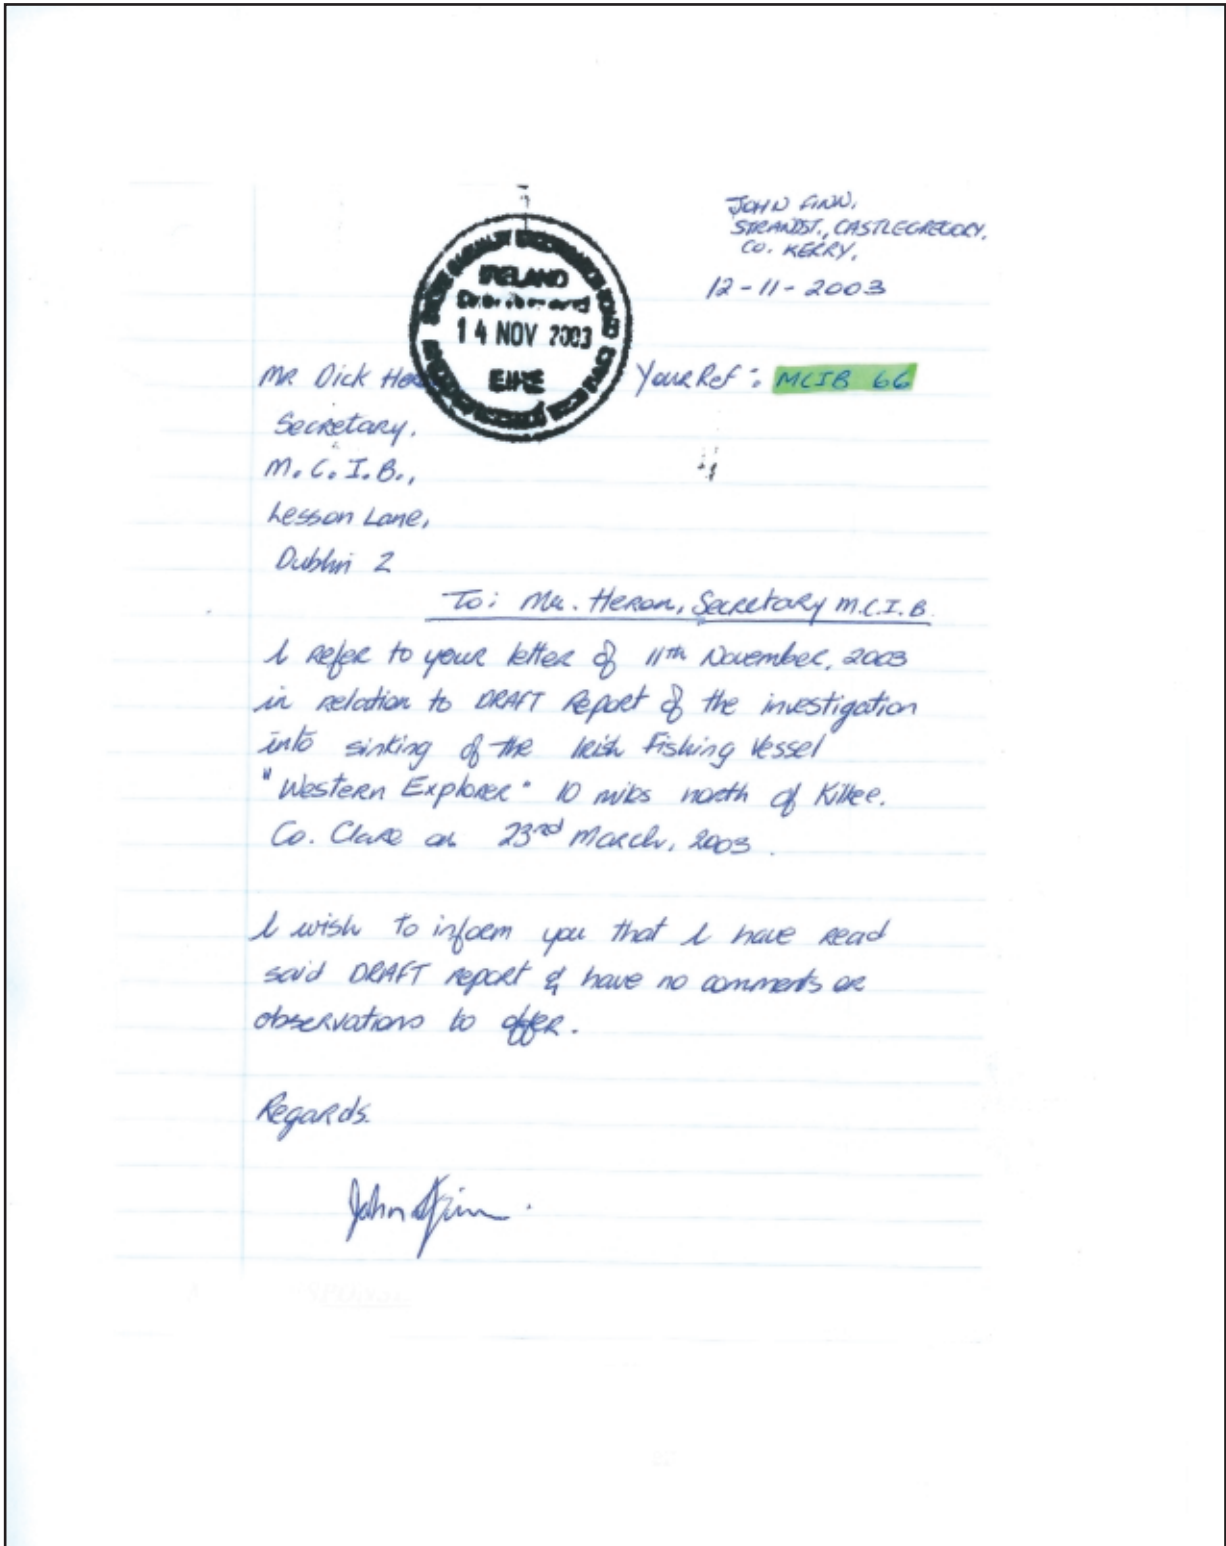 JOHN FINN,
STRAND ST., CASTLEGREGORY,
CO. KERRY,
12-11-2003
IRELAND
14 NOV 2003
EIRE
Mr Dick
Your Ref: MCIB 66
Secretary,
M.C.I.B.,
Lesson Lane,
Dublin 2
To: Mr. Heron, Secretary M.C.I.B.
I refer to your letter of 11th November, 2003
in relation to DRAFT Report of the investigation
into sinking of the Irish Fishing Vessel
"Western Explorer" 10 miles north of Kilkee.
Co. Clare on 23rd March, 2003.
I wish to inform you that I have read
said DRAFT report & have no comments or
observations to offer.
Regards.
John Finn.